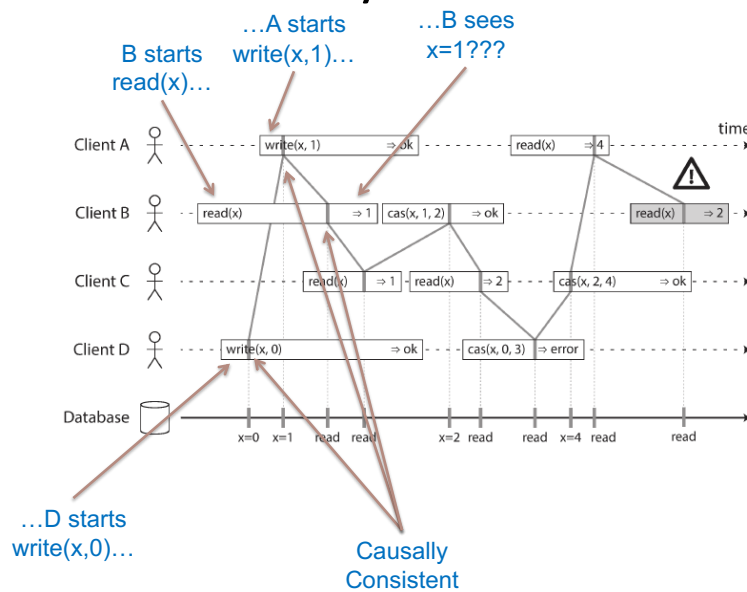 …A starts
write(x,1)…
…B sees
x=1???
B starts
read(x)…
time
Client A
write(x, 1) ⇒ ok
read(x) ⇒ 4
Client B
read(x) ⇒ 1
cas(x, 1, 2) ⇒ ok
read(x) ⇒ 2
Client C
read(x) ⇒ 1
read(x) ⇒ 2
cas(x, 2, 4) ⇒ ok
Client D
write(x, 0) ⇒ ok
cas(x, 0, 3) ⇒ error
Database
x=0 x=1 read read x=2 read read x=4 read read
…D starts
write(x,0)…
Causally
Consistent